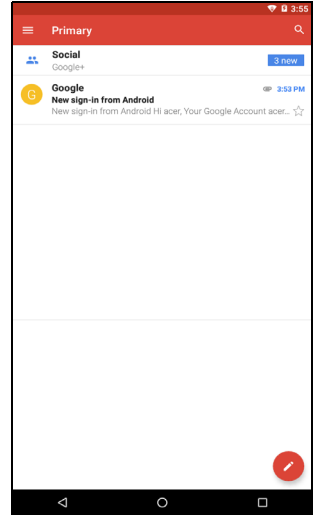 3:55
Primary
Social
Google+
3 new
G
Google
3:53 PM
New sign-in from Android
New sign-in from Android Hi acer, Your Google Account acer...